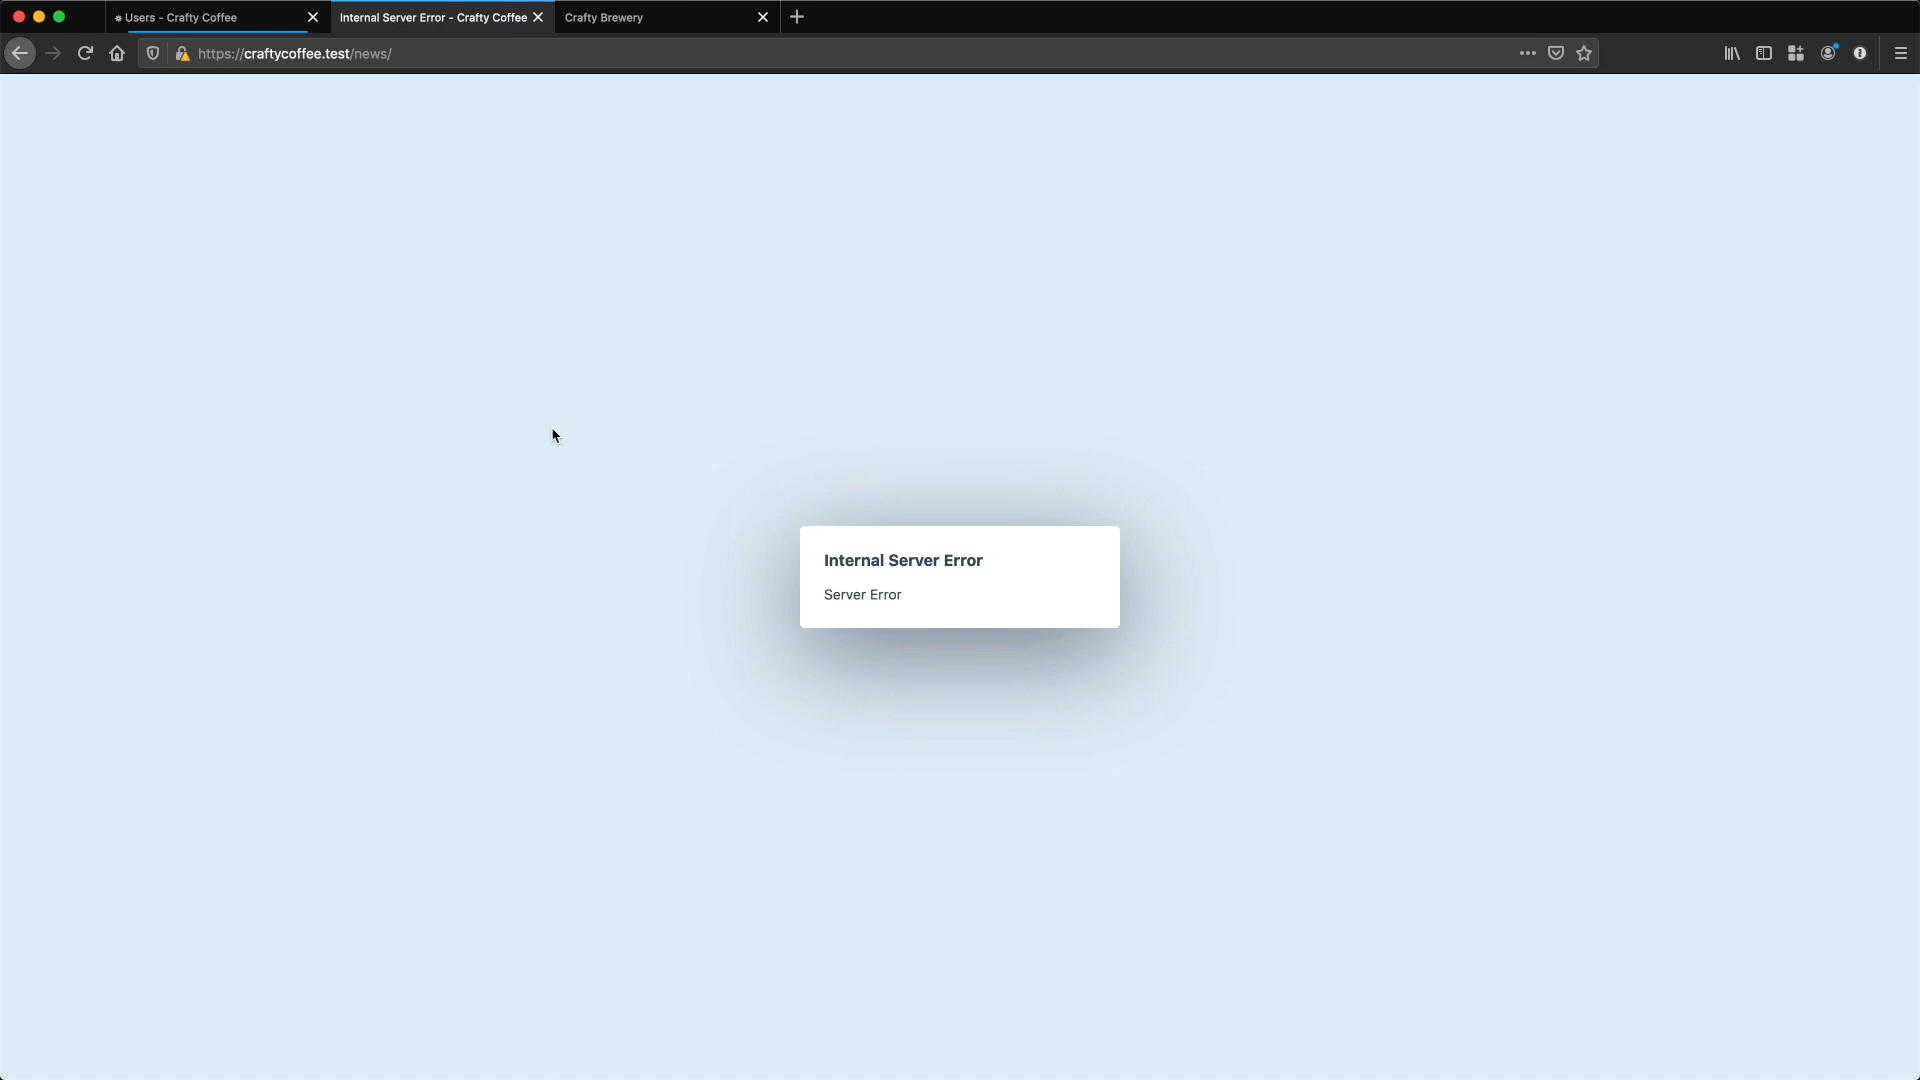 Users - Crafty Coffee
Internal Server Error - Crafty Coffee
Crafty Brewery
https://craftycoffee.test/news/
Internal Server Error
Server Error